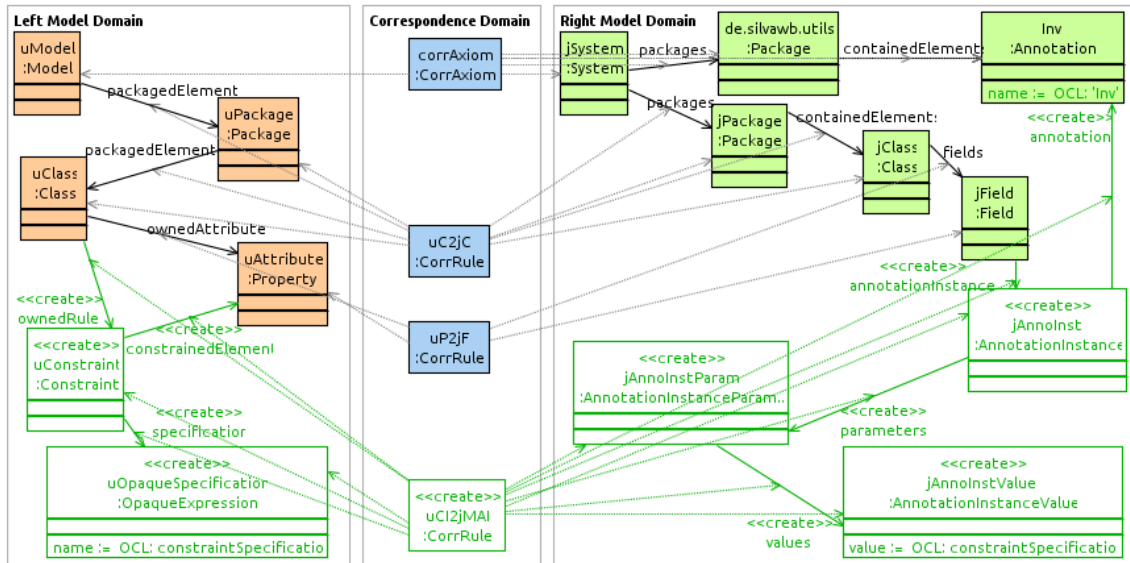 Left Model Domain
uModel
:Model
packagedElement
uPackage
:Package
packagedElement
uClass
:Class
ownedAttribute
uAttribute
:Property
<<create>>
ownedRule
<<create>>
constrainedElement
<<create>>
uConstraint
:Constraint
<<create>>
specification
<<create>>
uOpaqueSpecification
:OpaqueExpression
name := OCL: constraintSpecificatio
Correspondence Domain
corrAxiom
:CorrAxiom
uC2jC
:CorrRule
uP2jF
:CorrRule
<<create>>
uCI2jMAI
:CorrRule
Right Model Domain
jSystem
:System
packages
de.silvawb.utils
:Package
containedElement:
Inv
:Annotation
name := OCL: 'Inv'
packages
jPackage
:Package
containedElement:
jClass
:Class
fields
jField
:Field
<<create>>
annotation
<<create>>
annotationInstance
<<create>>
jAnnoInst
:AnnotationInstance
<<create>>
jAnnoInstParam
:AnnotationInstanceParam..
<<create>>
parameters
<<create>>
values
<<create>>
jAnnoInstValue
:AnnotationInstanceValue
value := OCL: constraintSpecificatio